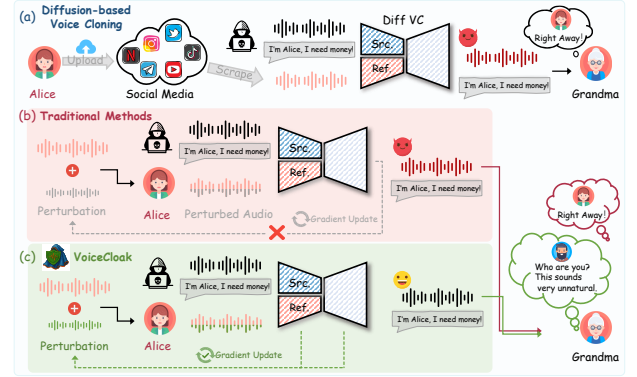 (a) Diffusion-based
Voice Cloning
Upload
Alice
Social Media
Scrape
I'm Alice, I need money!
Diff VC
Src.
Ref.
I'm Alice, I need money!
Right Away!
Grandma
(b) Traditional Methods
Perturbation
Alice
I'm Alice, I need money!
Perturbed Audio
Src.
Ref.
Gradient Update
I'm Alice, I need money!
Right Away!
(c) VoiceCloak
Perturbation
Alice
I'm Alice, I need money!
Src.
Ref.
Gradient Update
I'm Alice, I need money!
Who are you?
This sounds
very unnatural.
Grandma